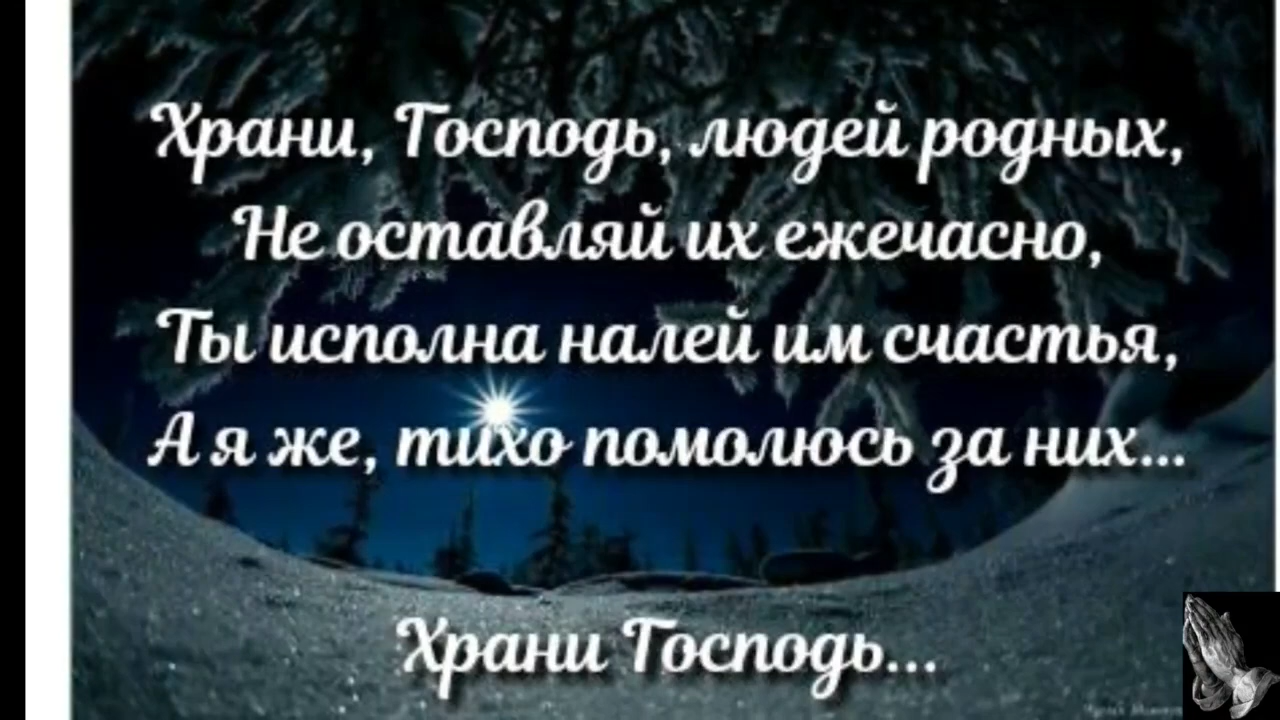 Храни, Господь, людей родных,
Не оставляй их ежечасно,
Ты исполна налей им счастья,
А я же, тихо помолюсь за них...
Храни Господь...